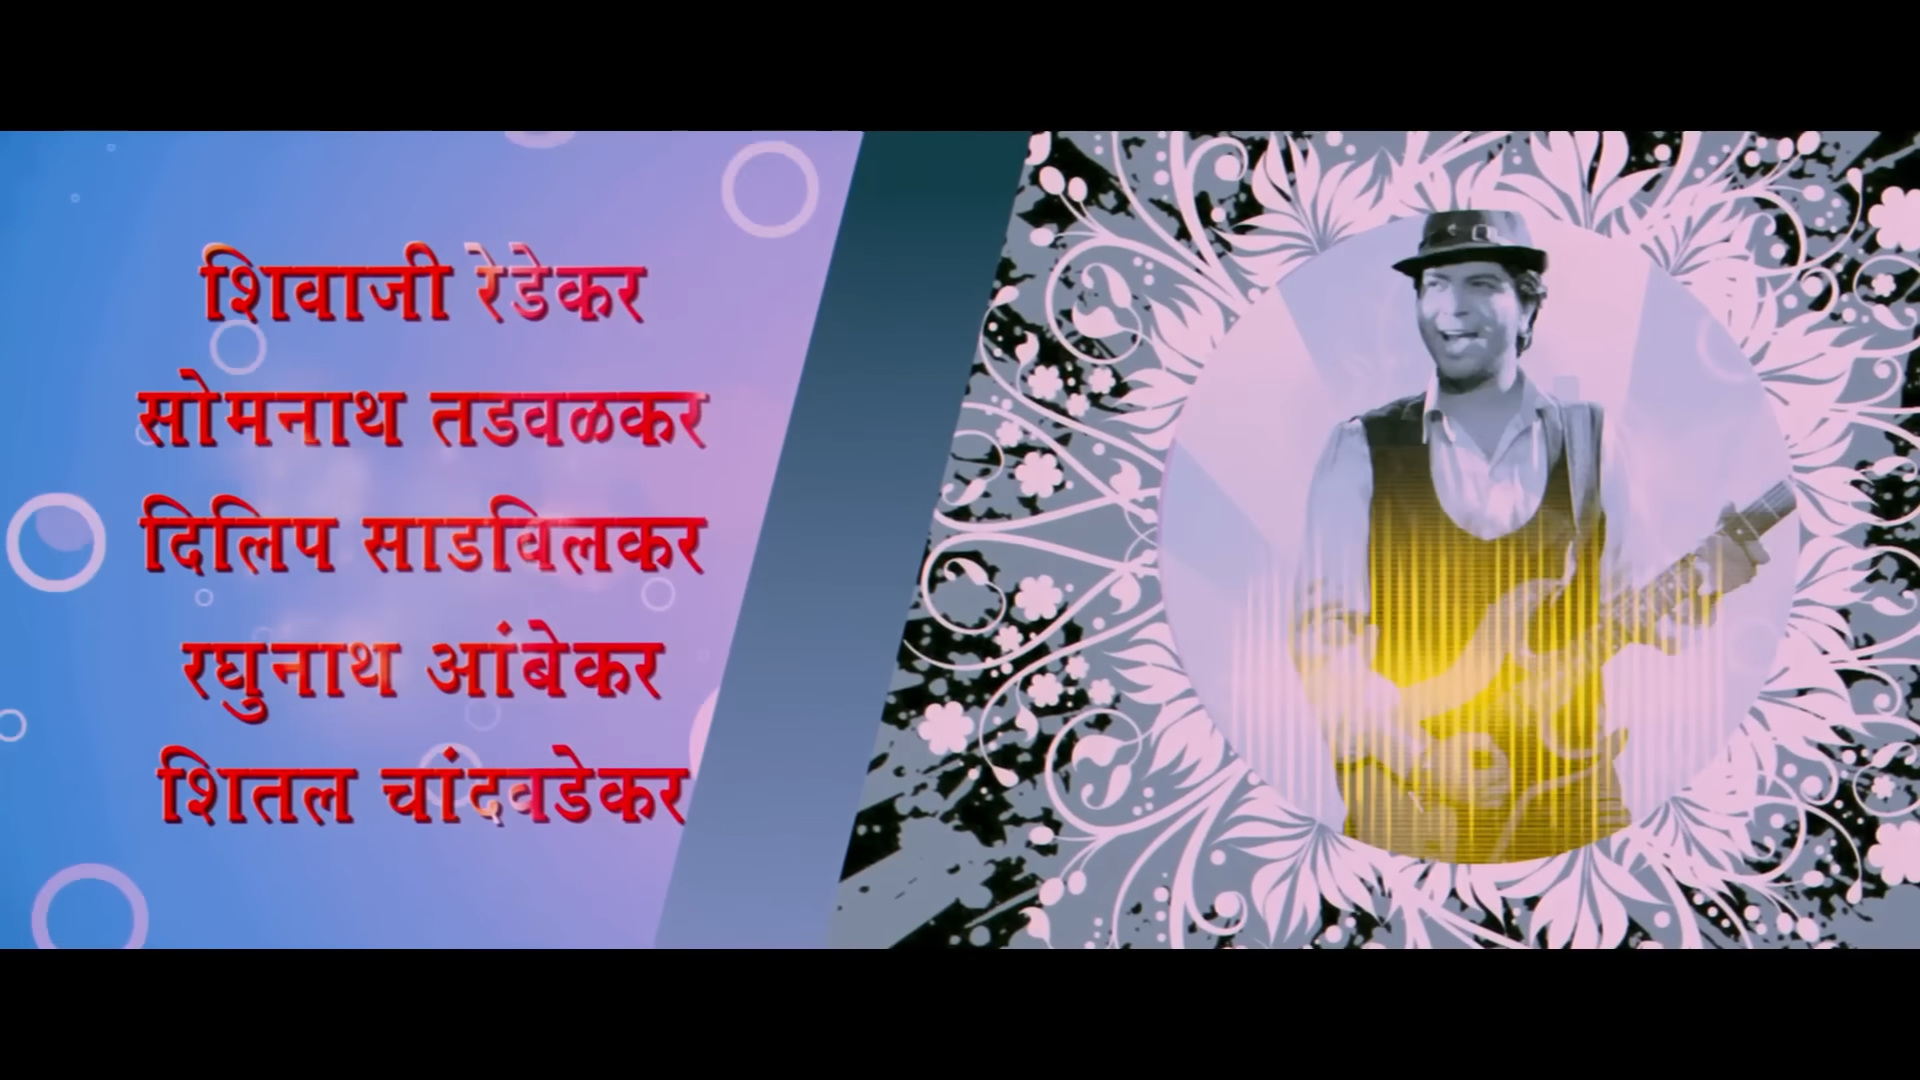 शिवाजी रेडेकर
सोमनाथ तडवळकर
दिलिप साडविलकर
रघुनाथ आंबेकर
शितल चांदवडेकर